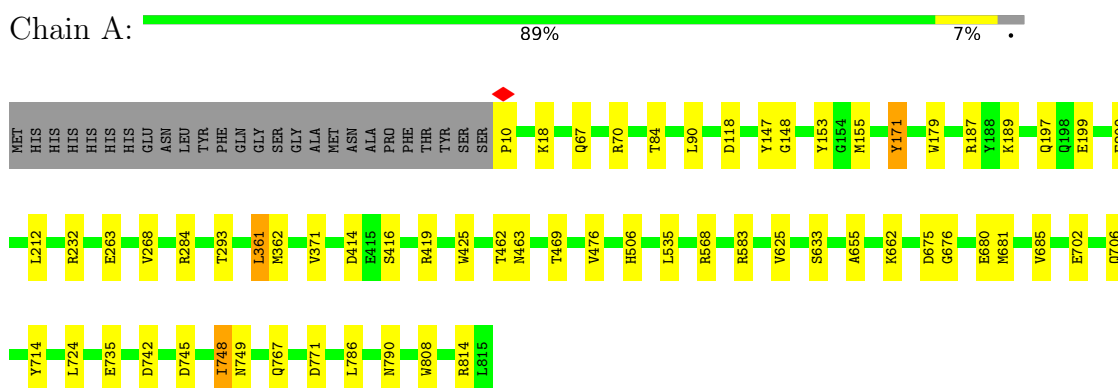 Chain A:
89% 7% •
MET HIS HIS HIS HIS HIS HIS GLU ASN LEU TYR PHE GLN GLY SER GLY ALA MET ASN ALA PRO PHE THR TYR SER SER P10 K18 Q67 R70 T84 L90 D118 Y147 G148 Y153 G154 M155 Y171 W179 R187 Y188 K189 Q197 Q198 E199
L212 R232 E263 V268 R284 T293 L361 M362 V371 D414 E415 S416 R419 W425 T462 N463 T469 V476 H506 L535 R568 R583 V625 S633 A655 K662 D675 G676 E680 M681 V685 E702 Q706
Y714 L724 E735 D742 D745 I748 N749 Q767 D771 L786 N790 W808 R814 L815